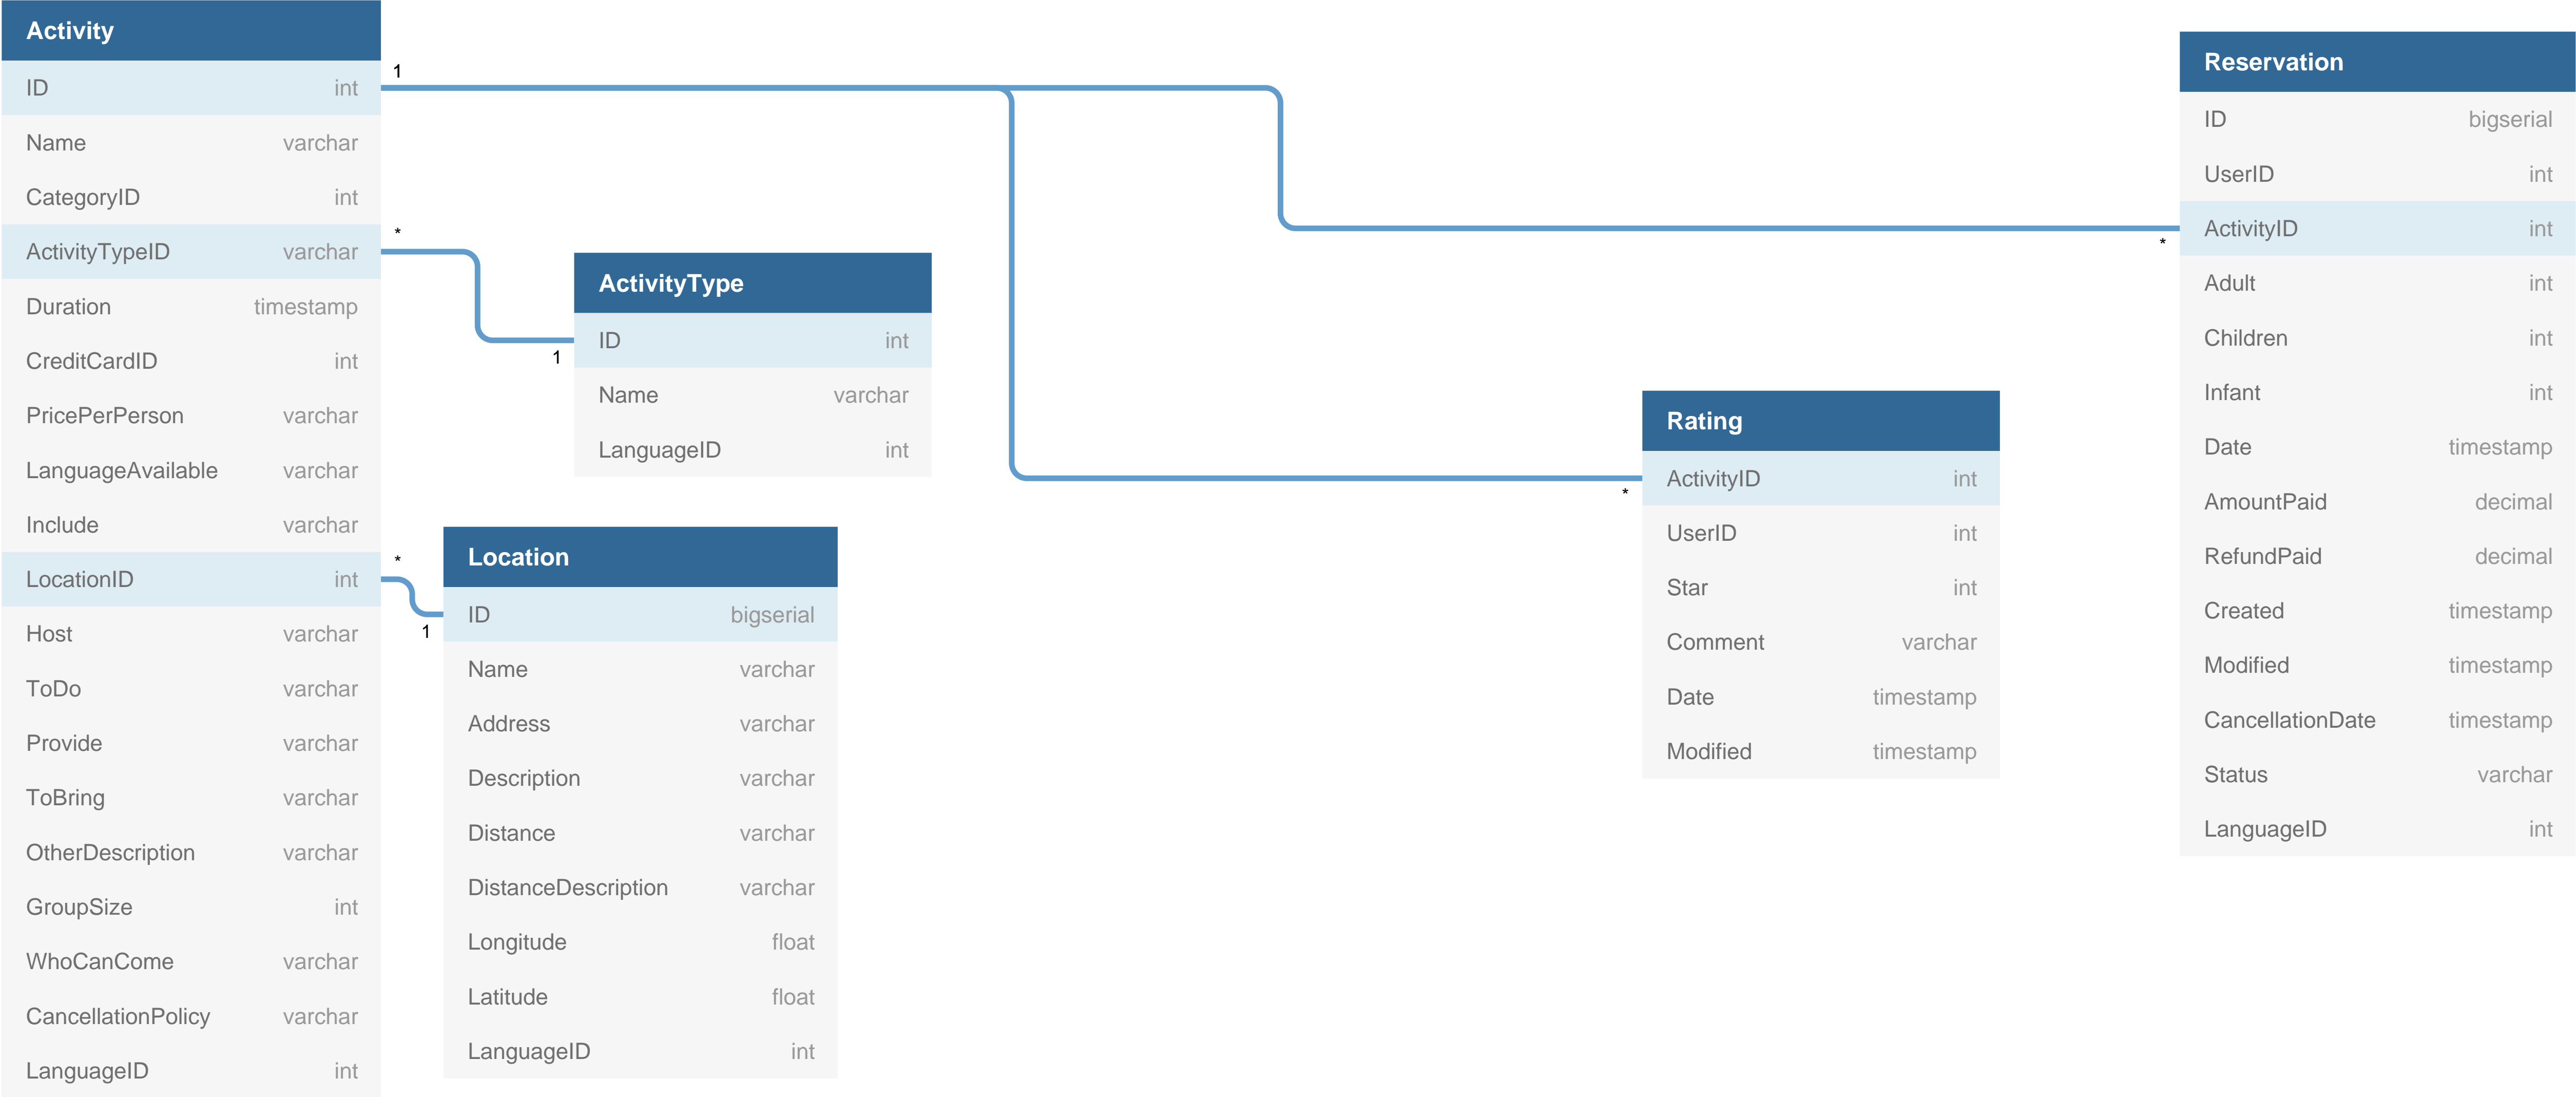 Activity
ID int
Name varchar
CategoryID int
ActivityTypeID varchar
Duration timestamp
CreditCardID int
PricePerPerson varchar
LanguageAvailable varchar
Include varchar
LocationID int
Host varchar
ToDo varchar
Provide varchar
ToBring varchar
OtherDescription varchar
GroupSize int
WhoCanCome varchar
CancellationPolicy varchar
LanguageID int
1
*
*
ActivityType
ID int
Name varchar
LanguageID int
1
Location
ID bigserial
Name varchar
Address varchar
Description varchar
Distance varchar
DistanceDescription varchar
Longitude float
Latitude float
LanguageID int
1
Rating
ActivityID int
UserID int
Star int
Comment varchar
Date timestamp
Modified timestamp
*
Reservation
ID bigserial
UserID int
ActivityID int
Adult int
Children int
Infant int
Date timestamp
AmountPaid decimal
RefundPaid decimal
Created timestamp
Modified timestamp
CancellationDate timestamp
Status varchar
LanguageID int
*